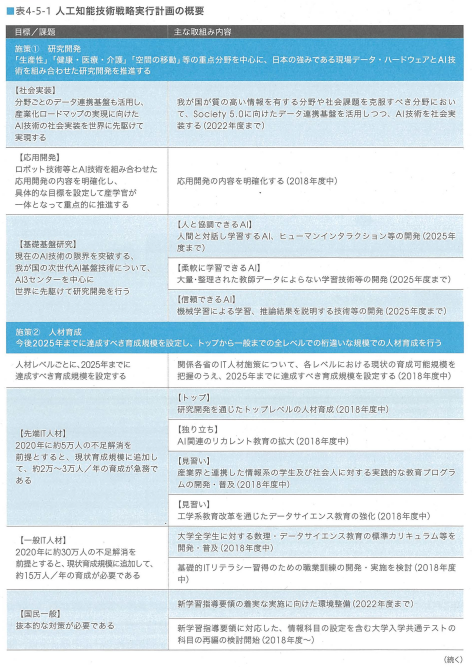 ■表4-5-1 人工知能技術戦略実行計画の概要
目標／課題
主な取組み内容
施策① 研究開発
「生産性」「健康・医療・介護」「空間の移動」等の重点分野を中心に、日本の強みである現場データ・ハードウェアとAI技
術を組み合わせた研究開発を推進する
【社会実装】
分野ごとのデータ連携基盤も活用し、
産業化ロードマップの実現に向けた
AI技術の社会実装を世界に先駆けて
実現する
我が国が質の高い情報を有する分野や社会課題を克服すべき分野におい
て、Society 5.0に向けたデータ連携基盤を活用しつつ、AI技術を社会実
装する（2022年度まで）
【応用開発】
ロボット技術等とAI技術を組み合わせた
応用開発の内容を明確化し、
具体的な目標を設定して産学官が
一体となって重点的に推進する
応用開発の内容を明確化する（2018年度中）
【基礎基盤研究】
現在のAI技術の限界を突破する、
我が国の次世代AI基盤技術について、
AI3センターを中心に
世界に先駆けて研究開発を行う
【人と協調できるAI】
人間と対話し学習するAI、ヒューマンインタラクション等の開発（2025年
度まで）
【柔軟に学習できるAI】
大量・整理された教師データによらない学習技術等の開発（2025年度まで）
【信頼できるAI】
機械学習による学習、推論結果を説明する技術等の開発（2025年度まで）
施策② 人材育成
今後2025年までに達成すべき育成規模を設定し、トップから一般までの全レベルでの桁違いな規模での人材育成を行う
人材レベルごとに、2025年までに
達成すべき育成規模を設定する
関係各省のIT人材施策について、各レベルにおける現状の育成可能規模を
把握のうえ、2025年までに達成すべき育成規模を設定する（2018年度中）
【先端IT人材】
2020年に約5万人の不足解消を
前提とすると、現状育成規模に追加し
て、約2万～3万人／年の育成が急務で
ある
【トップ】
研究開発を通じたトップレベルの人材育成（2018年度中）
【独り立ち】
AI関連のリカレント教育の拡大（2018年度中）
【見習い】
産業界と連携した情報系の学生及び社会人に対する実践的な教育プログラ
ムの開発・普及（2018年度中）
【見習い】
工学系教育改革を通じたデータサイエンス教育の強化（2018年度中）
【一般IT人材】
2020年に約30万人の不足解消を
前提とすると、現状育成規模に追加して、
約15万人／年の育成が必要である
大学全学生に対する数理・データサイエンス教育の標準カリキュラム等を
開発・普及（2018年度中）
基礎的ITリテラシー習得のための職業訓練の開発・実施を検討（2018年度
中）
【国民一般】
抜本的な対策が必要である
新学習指導要領の着実な実施に向けた環境整備（2022年度まで）
新学習指導要領に対応した、情報科目の設定を含む大学入学共通テストの
科目の再編の検討開始（2018年度～）
（続く）